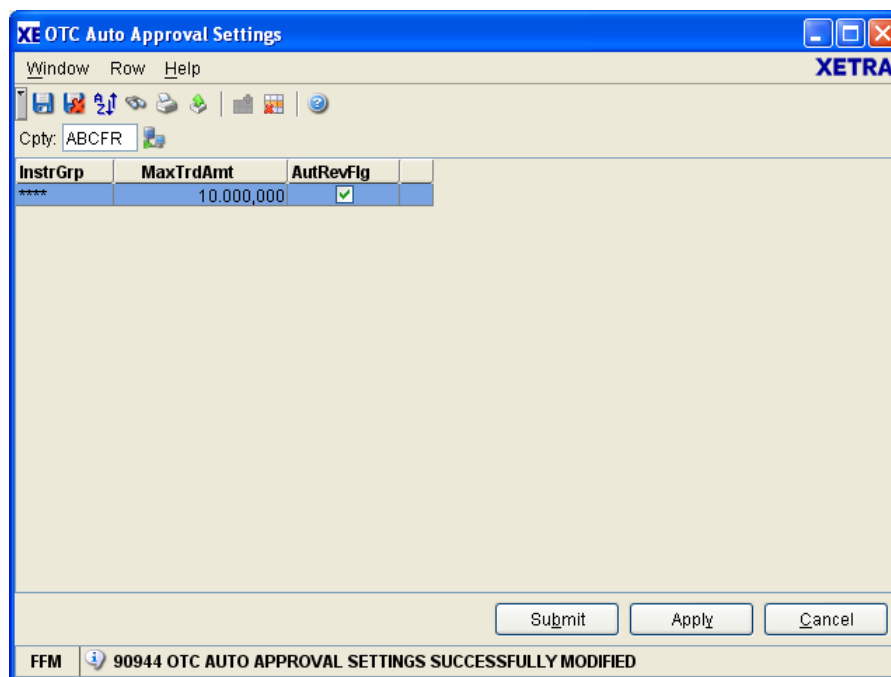 XE OTC Auto Approval Settings
Window Row Help
XETRA
Cpty: ABCFR
InstrGrp MaxTrdAmt AutRevFlg
**** 10.000,000
Submit Apply Cancel
FFM 90944 OTC AUTO APPROVAL SETTINGS SUCCESSFULLY MODIFIED